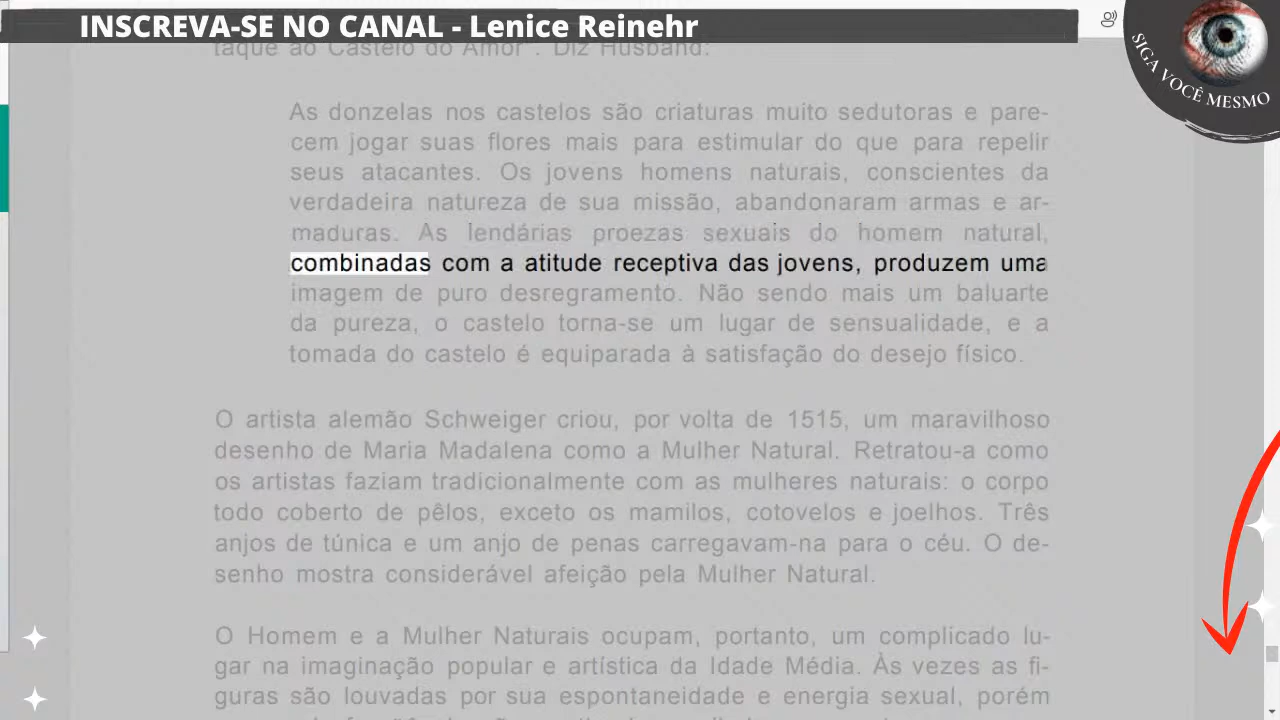 INSCREVA-SE NO CANAL - Lenice Reinehr
SIGA VOCÊ MESMO
taque ao Castelo do Amor". Diz Husband:
As donzelas nos castelos são criaturas muito sedutoras e pare-
cem jogar suas flores mais para estimular do que para repelir
seus atacantes. Os jovens homens naturais, conscientes da
verdadeira natureza de sua missão, abandonaram armas e ar-
maduras. As lendárias proezas sexuais do homem natural,
combinadas com a atitude receptiva das jovens, produzem uma
imagem de puro desregramento. Não sendo mais um baluarte
da pureza, o castelo torna-se um lugar de sensualidade, e a
tomada do castelo é equiparada à satisfação do desejo físico.
O artista alemão Schweiger criou, por volta de 1515, um maravilhoso
desenho de Maria Madalena como a Mulher Natural. Retratou-a como
os artistas faziam tradicionalmente com as mulheres naturais: o corpo
todo coberto de pêlos, exceto os mamilos, cotovelos e joelhos. Três
anjos de túnica e um anjo de penas carregavam-na para o céu. O de-
senho mostra considerável afeição pela Mulher Natural.
O Homem e a Mulher Naturais ocupam, portanto, um complicado lu-
gar na imaginação popular e artística da Idade Média. Às vezes as fi-
guras são louvadas por sua espontaneidade e energia sexual, porém